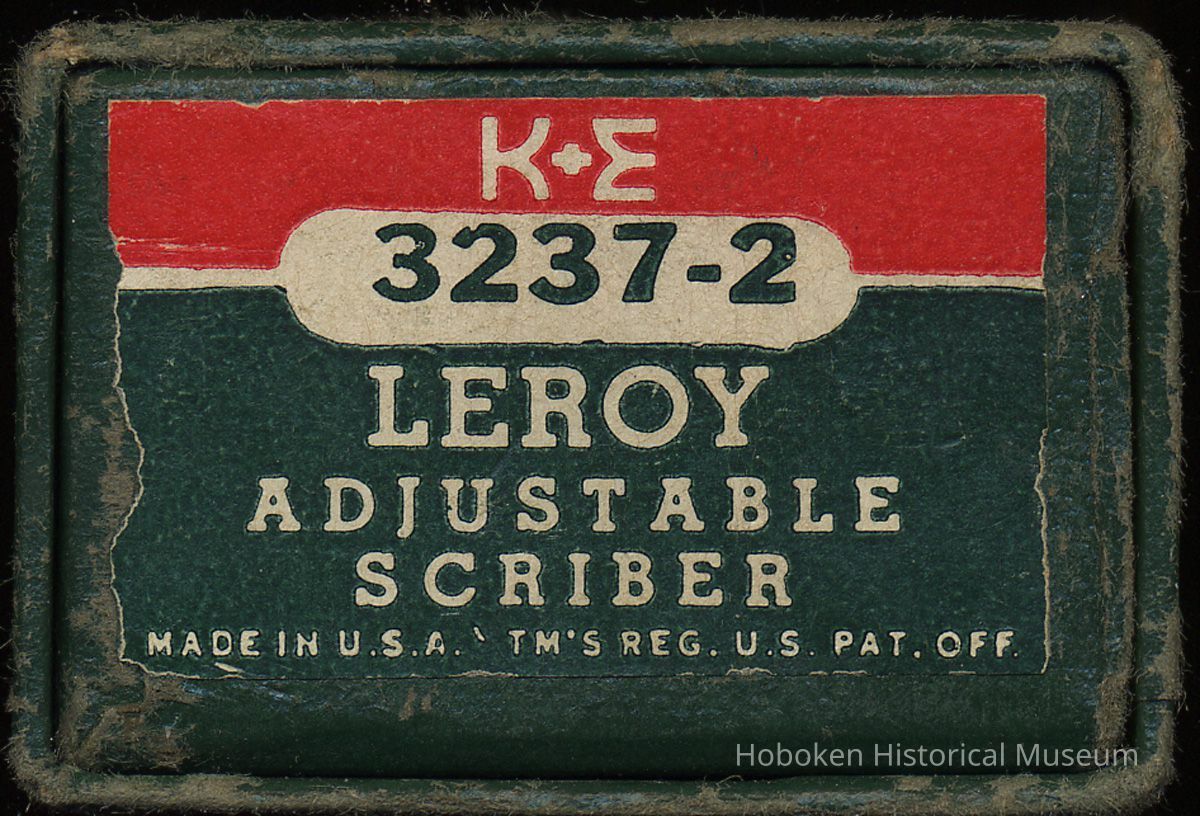 K+E
3237-2
LEROY
ADJUSTABLE
SCRIBER
MADE IN U.S.A. TM'S REG. U.S. PAT. OFF.
Hoboken Historical Museum